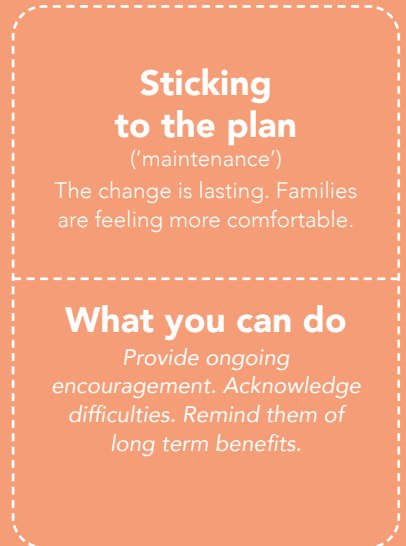 Sticking
to the plan
('maintenance')
The change is lasting. Families
are feeling more comfortable.
What you can do
Provide ongoing
encouragement. Acknowledge
difficulties. Remind them of
long term benefits.